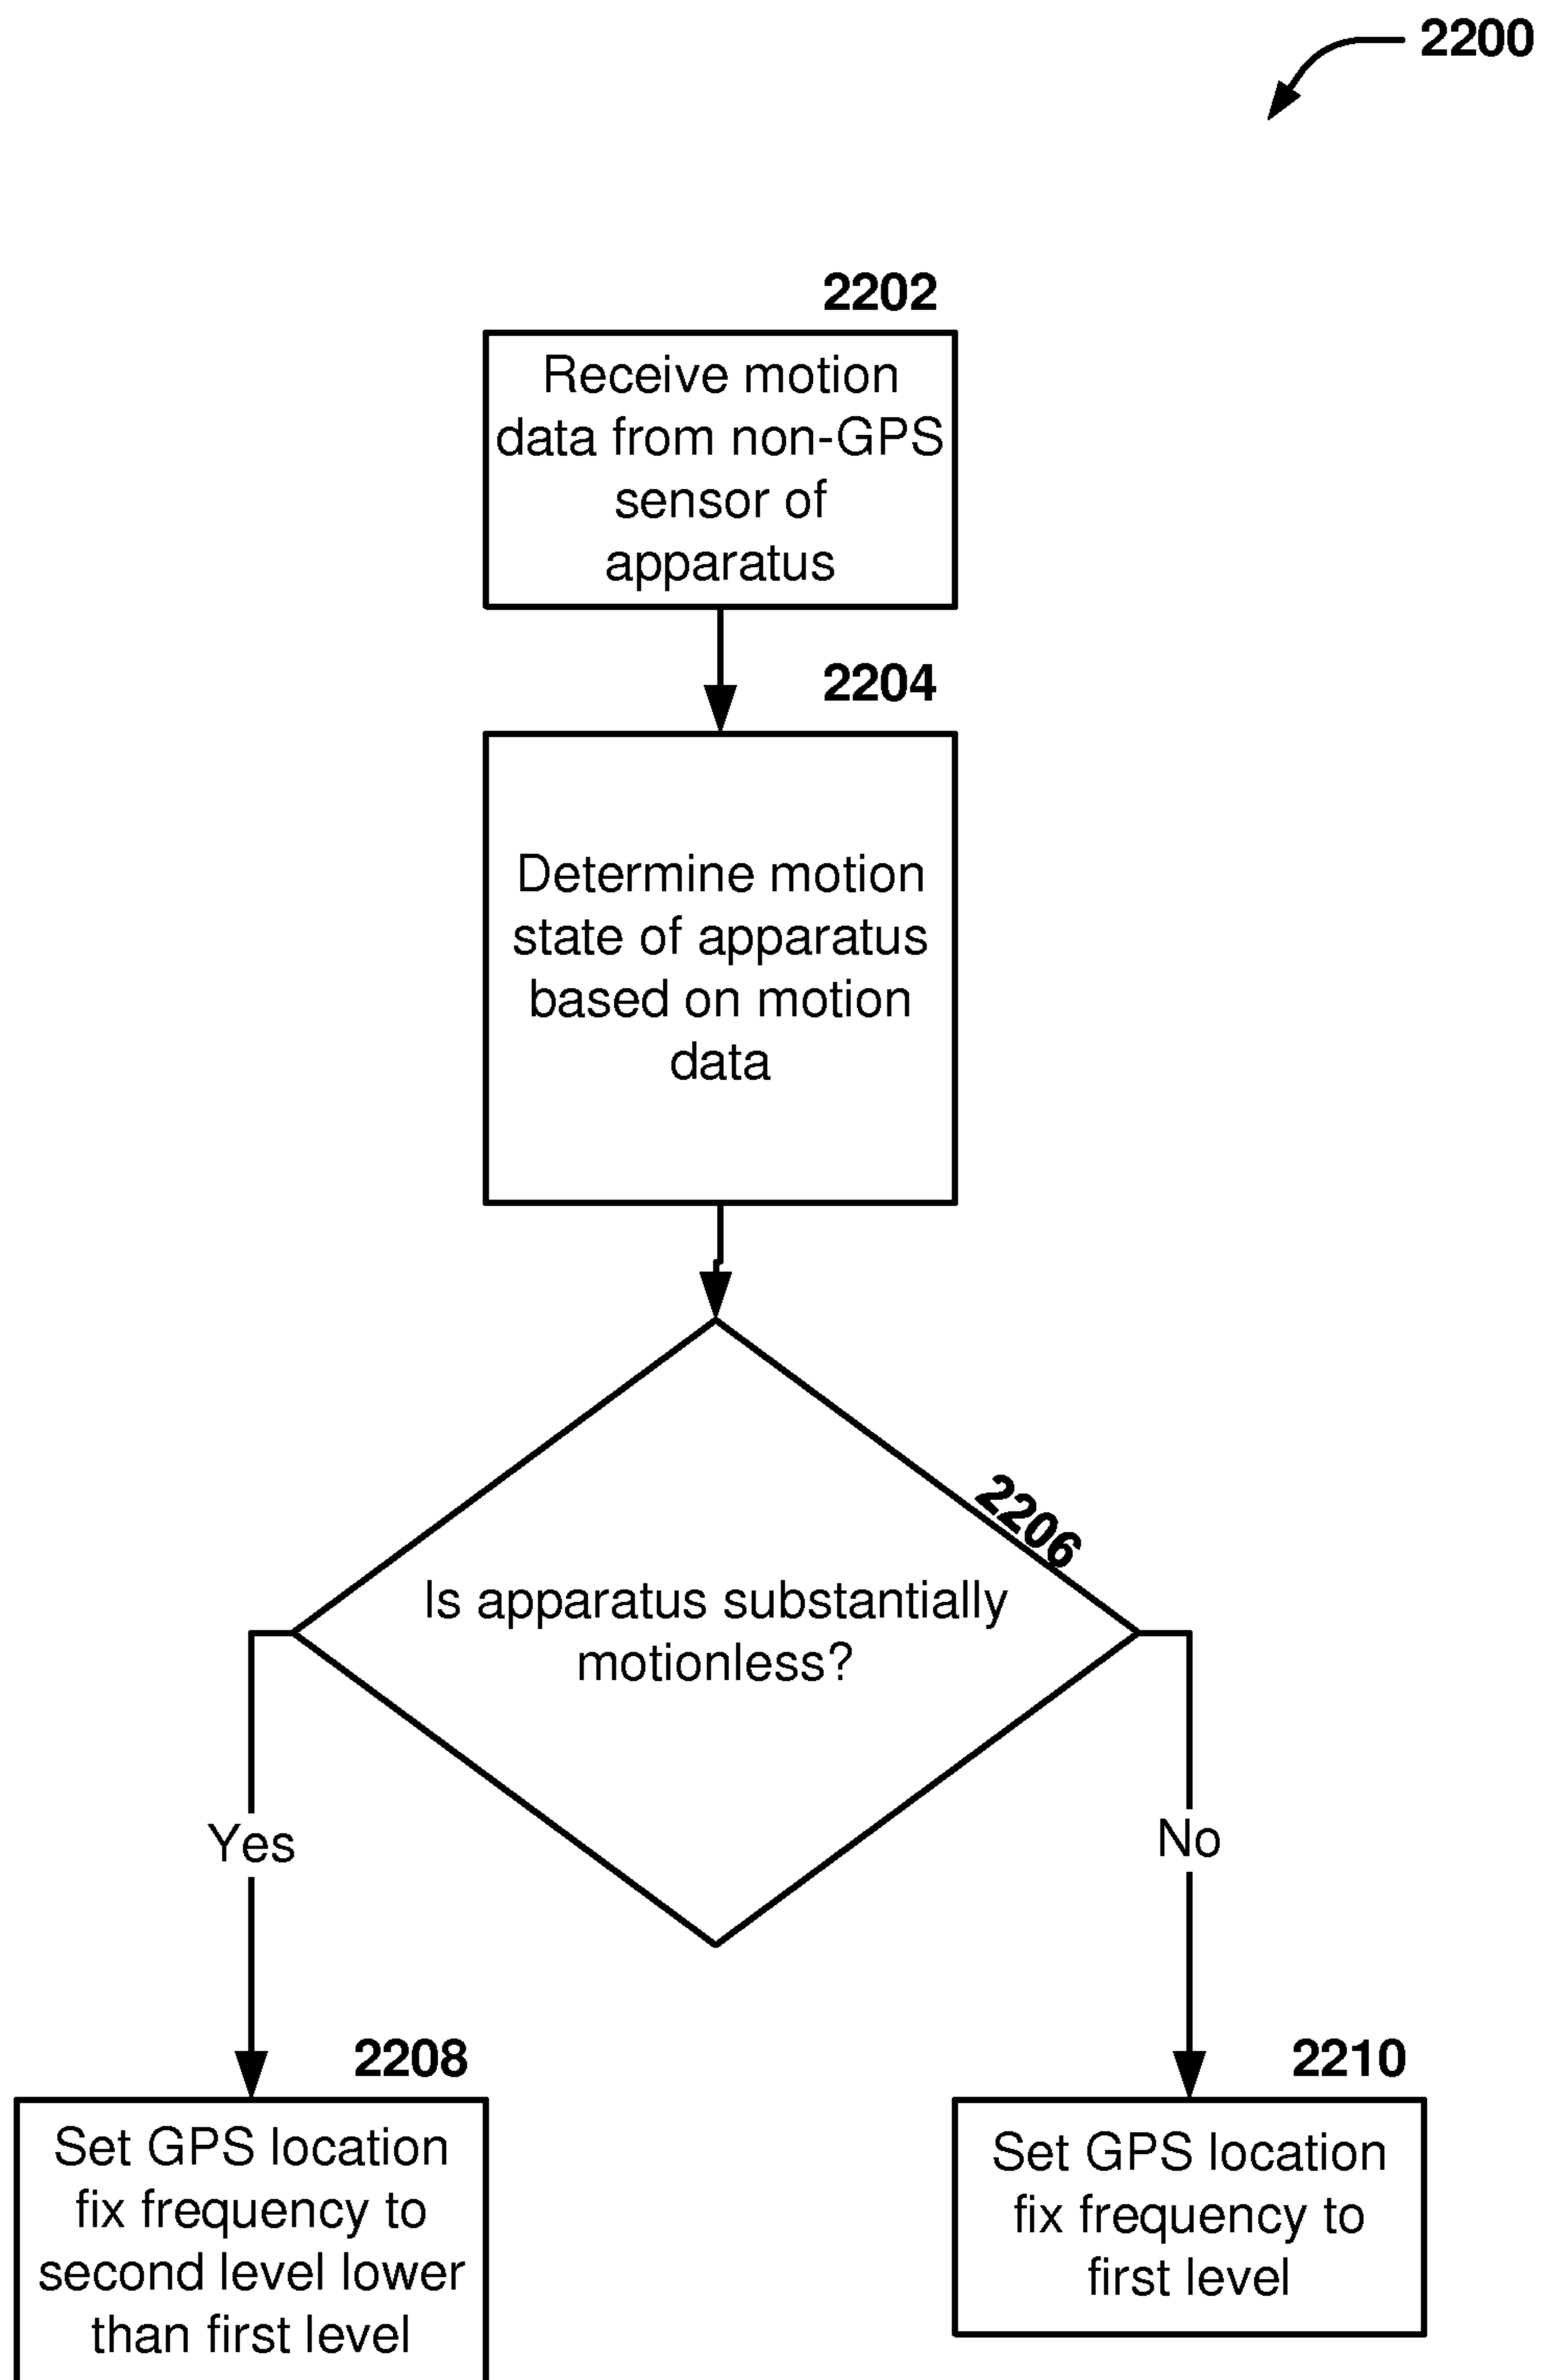 2200
2202
Receive motion
data from non-GPS
sensor of
apparatus
2204
Determine motion
state of apparatus
based on motion
data
2206
Is apparatus substantially
motionless?
Yes
No
2208
Set GPS location
fix frequency to
second level lower
than first level
2210
Set GPS location
fix frequency to
first level